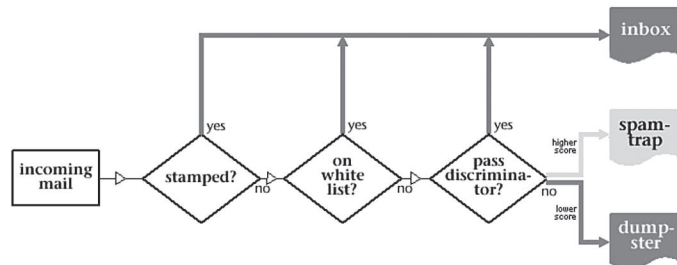 inbox
yes
yes
yes
higher
score
spam-
trap
incoming
mail
stamped?
no
on
white
list?
no
pass
discrimina-
tor?
no
lower
score
dump-
ster